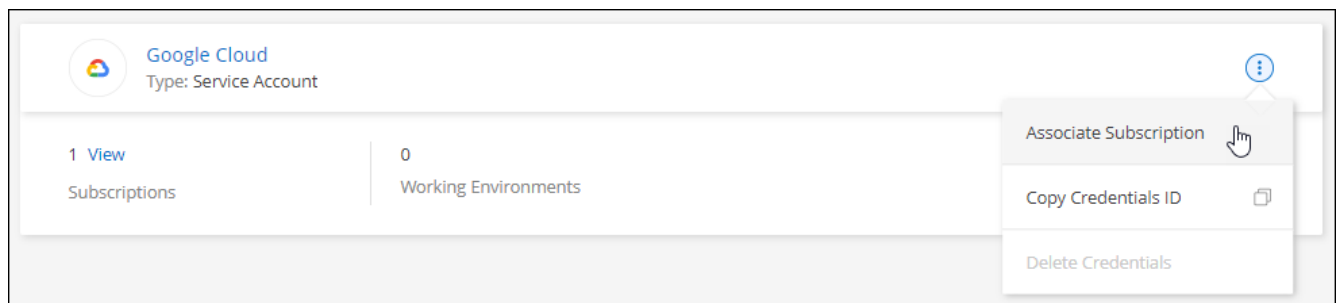 Google Cloud
Type: Service Account
1 View
Subscriptions
0
Working Environments
Associate Subscription
Copy Credentials ID
Delete Credentials